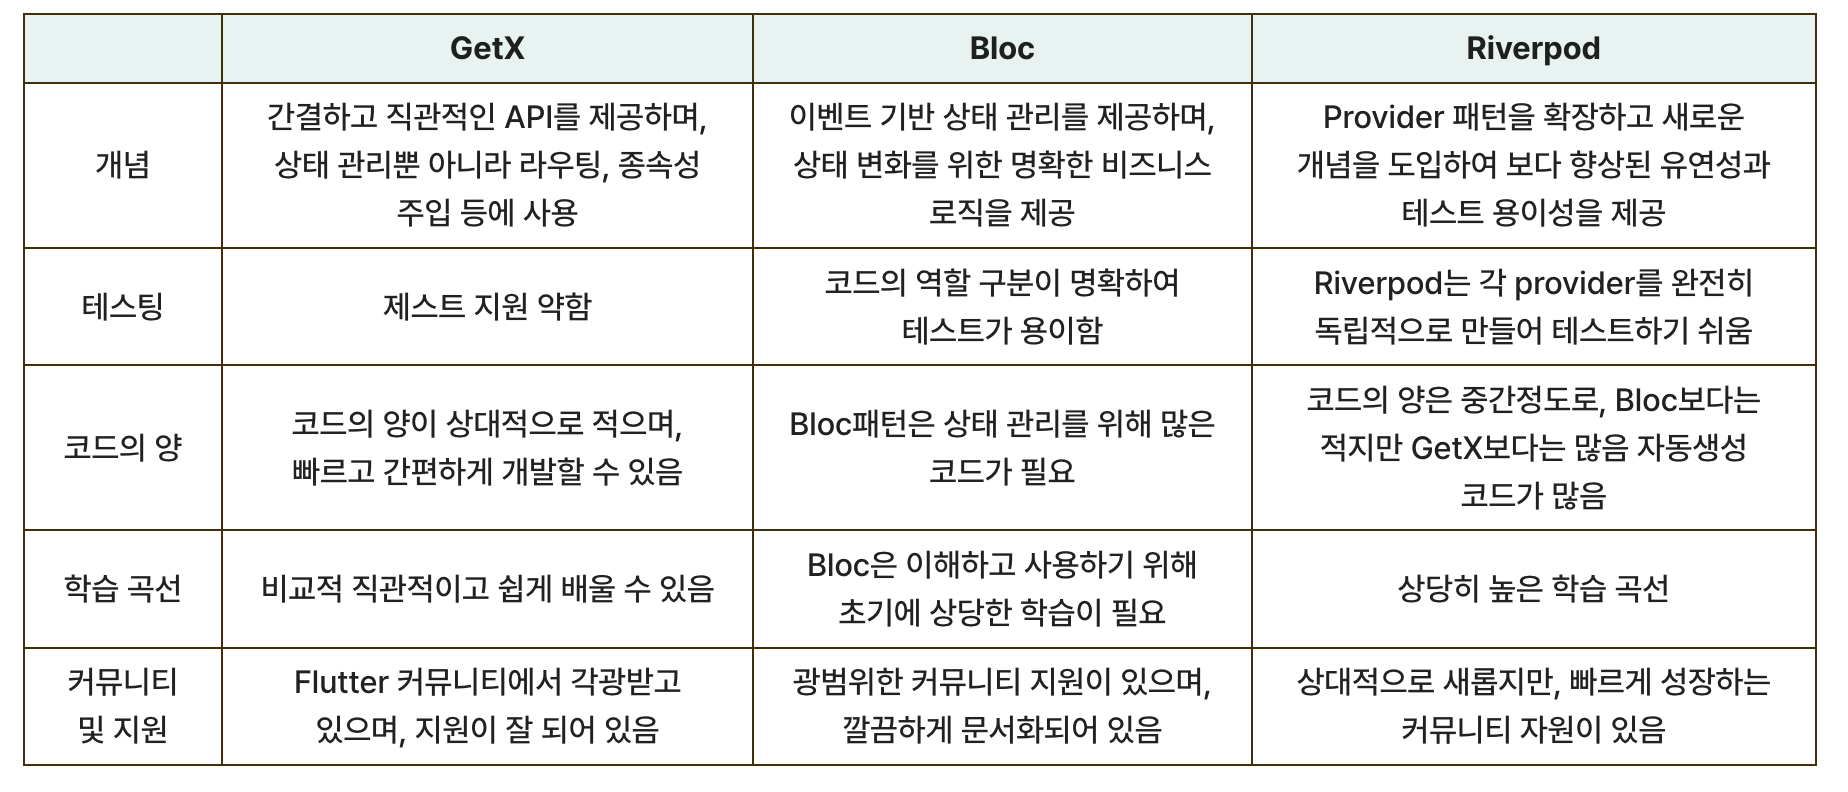 GetX
Bloc
Riverpod
개념
간결하고 직관적인 API를 제공하며,
상태 관리뿐 아니라 라우팅, 종속성
주입 등에 사용
이벤트 기반 상태 관리를 제공하며,
상태 변화를 위한 명확한 비즈니스
로직을 제공
Provider 패턴을 확장하고 새로운
개념을 도입하여 보다 향상된 유연성과
테스트 용이성을 제공
테스팅
제스트 지원 약함
코드의 역할 구분이 명확하여
테스트가 용이함
Riverpod는 각 provider를 완전히
독립적으로 만들어 테스트하기 쉬움
코드의 양
코드의 양이 상대적으로 적으며,
빠르고 간편하게 개발할 수 있음
Bloc패턴은 상태 관리를 위해 많은
코드가 필요
코드의 양은 중간정도로, Bloc보다는
적지만 GetX보다는 많음 자동생성
코드가 많음
학습 곡선
비교적 직관적이고 쉽게 배울 수 있음
Bloc은 이해하고 사용하기 위해
초기에 상당한 학습이 필요
상당히 높은 학습 곡선
커뮤니티
및 지원
Flutter 커뮤니티에서 각광받고
있으며, 지원이 잘 되어 있음
광범위한 커뮤니티 지원이 있으며,
깔끔하게 문서화되어 있음
상대적으로 새롭지만, 빠르게 성장하는
커뮤니티 자원이 있음